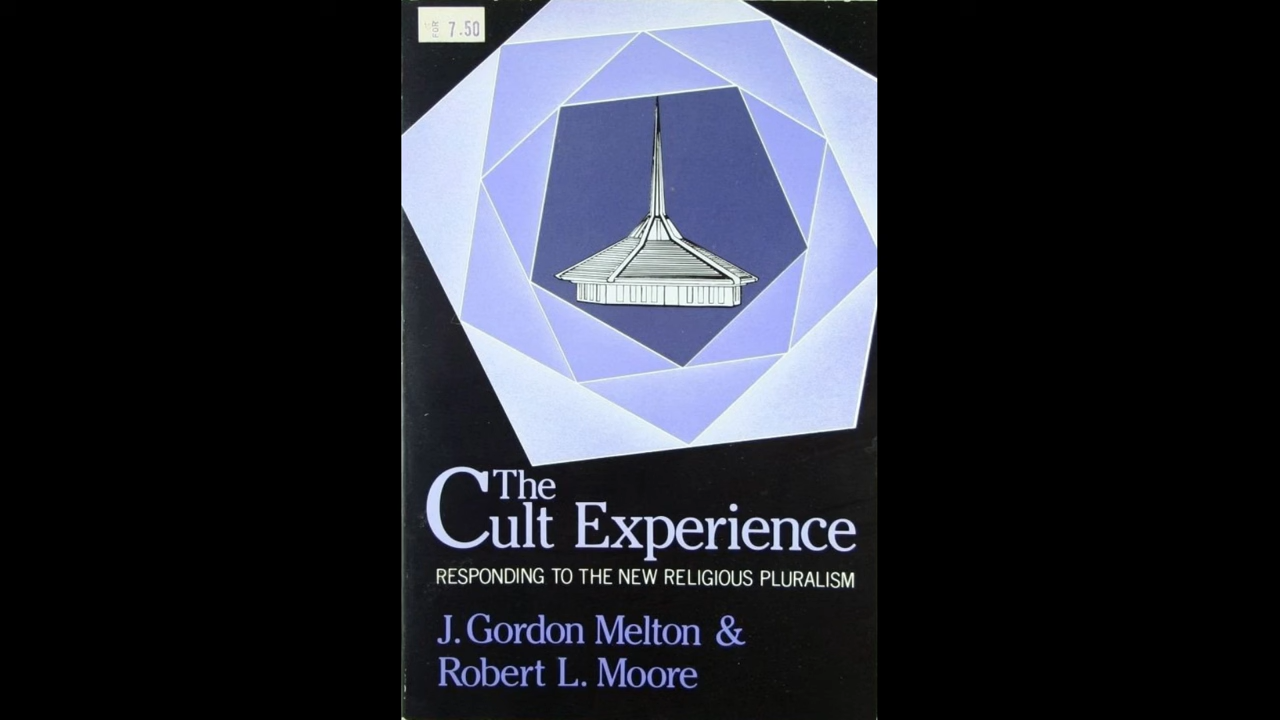 7.50
The
Cult Experience
RESPONDING TO THE NEW RELIGIOUS PLURALISM
J. Gordon Melton &
Robert L. Moore